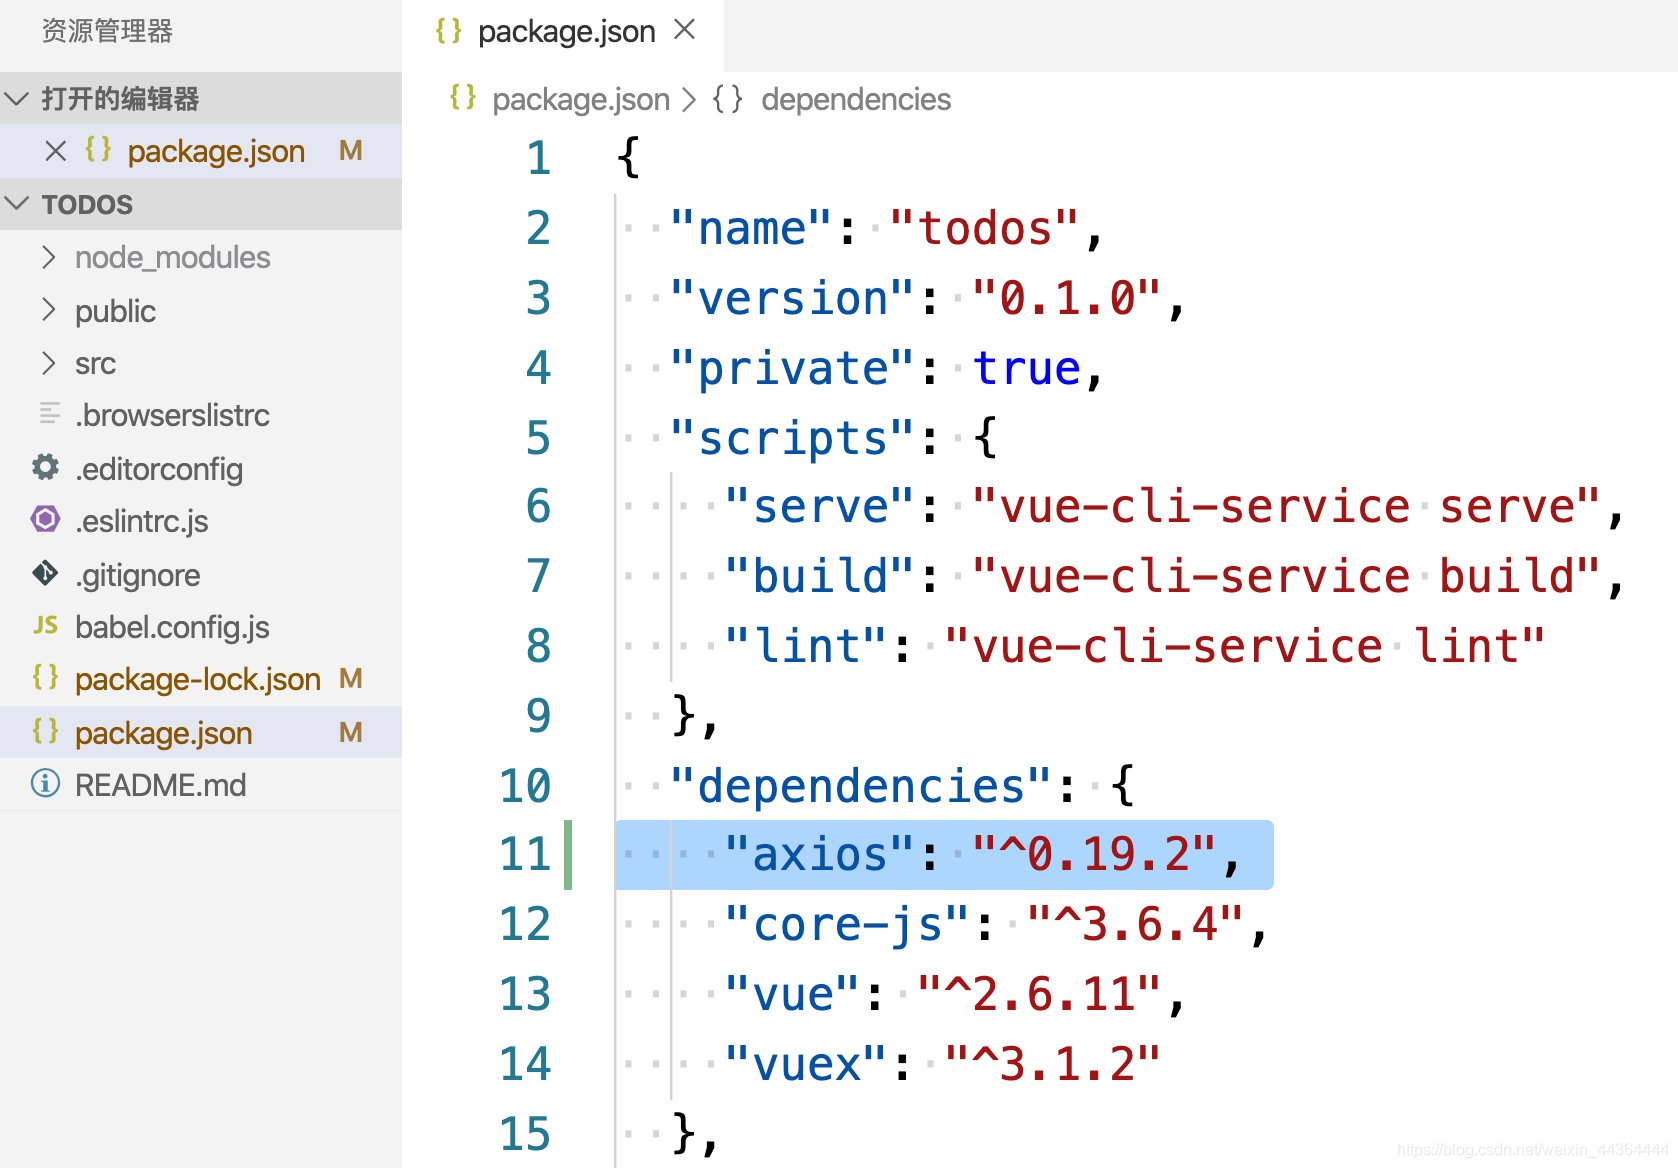 资源管理器
打开的编辑器
package.json M
TODOS
node_modules
public
src
.browserslistrc
.editorconfig
.eslintrc.js
.gitignore
JS babel.config.js
{} package-lock.json M
{} package.json M
README.md
{} package.json
{} package.json > {} dependencies
1 {
2 "name": "todos",
3 "version": "0.1.0",
4 "private": true,
5 "scripts": {
6 "serve": "vue-cli-service serve",
7 "build": "vue-cli-service build",
8 "lint": "vue-cli-service lint"
9 },
10 "dependencies": {
11 "axios": "^0.19.2",
12 "core-js": "^3.6.4",
13 "vue": "^2.6.11",
14 "vuex": "^3.1.2"
15 },
https://blog.csdn.net/weixin_44364444